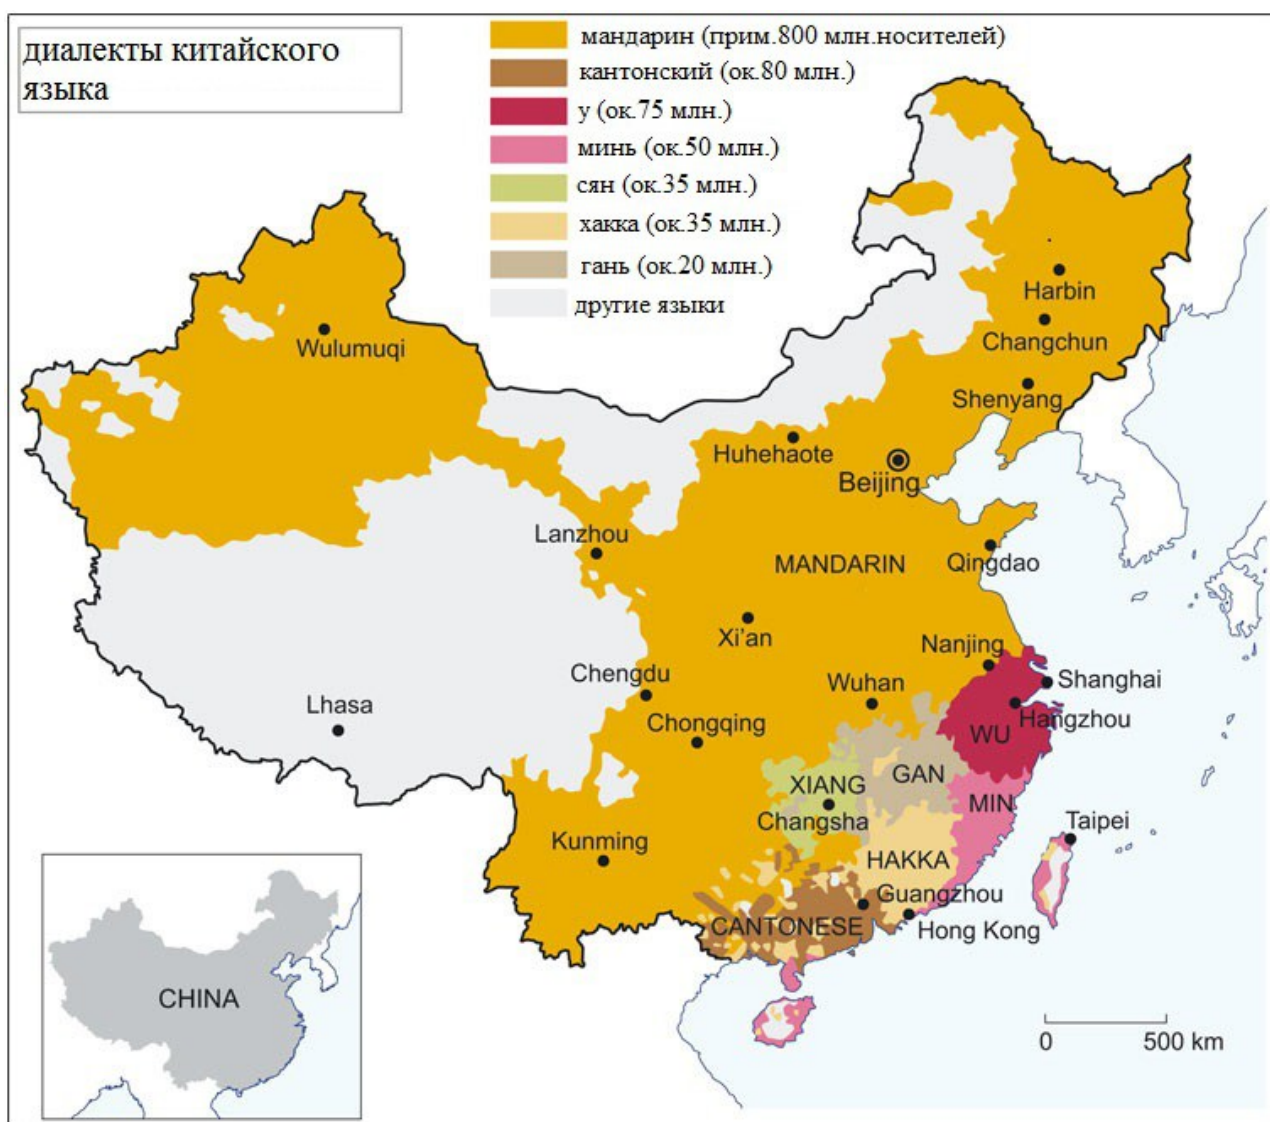 диалекты китайского
языка
мандарин (прим.800 млн.носителей)
кантонский (ок.80 млн.)
у (ок.75 млн.)
минь (ок.50 млн.)
сян (ок.35 млн.)
хакка (ок.35 млн.)
гань (ок.20 млн.)
другие языки
Harbin
Changchun
Wulumuqi
Shenyang
Huhehaote
Beijing
Lanzhou
MANDARIN
Qingdao
Xi'an
Nanjing
Chengdu
Wuhan
Shanghai
Lhasa
Chongqing
Hangzhou
WU
GAN
XIANG
MIN
Changsha
Taipei
Kunming
HAKKA
Guangzhou
CANTONESE
Hong Kong
CHINA
0 500 km